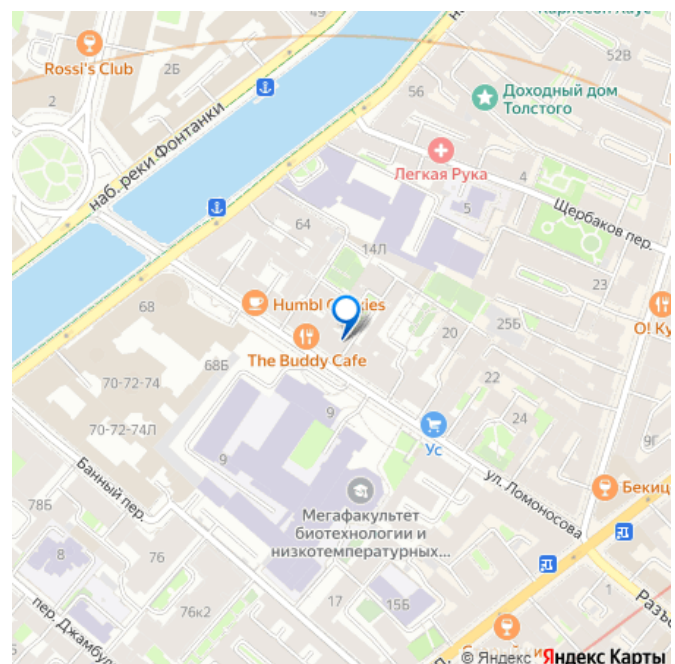 49
Rossi's Club
2Б
2
наб. реки Фонтанки
56
52В
Доходный дом
Толстого
Легкая Рука
4
5
Щербаков пер.
64
14Л
23
68
Humbl
The Buddy Cafe
68Б
20
25Б
O!
22
70-72-74
24
70-72-74Л
9
9
Ус
9Г
ул. Ломоносова
Банный пер.
Мегафакультет
биотехнологии и
низкотемпературных...
78Б
8
76
76к2
17
15Б
1
пер.
© Яндекс
Яндекс Карты